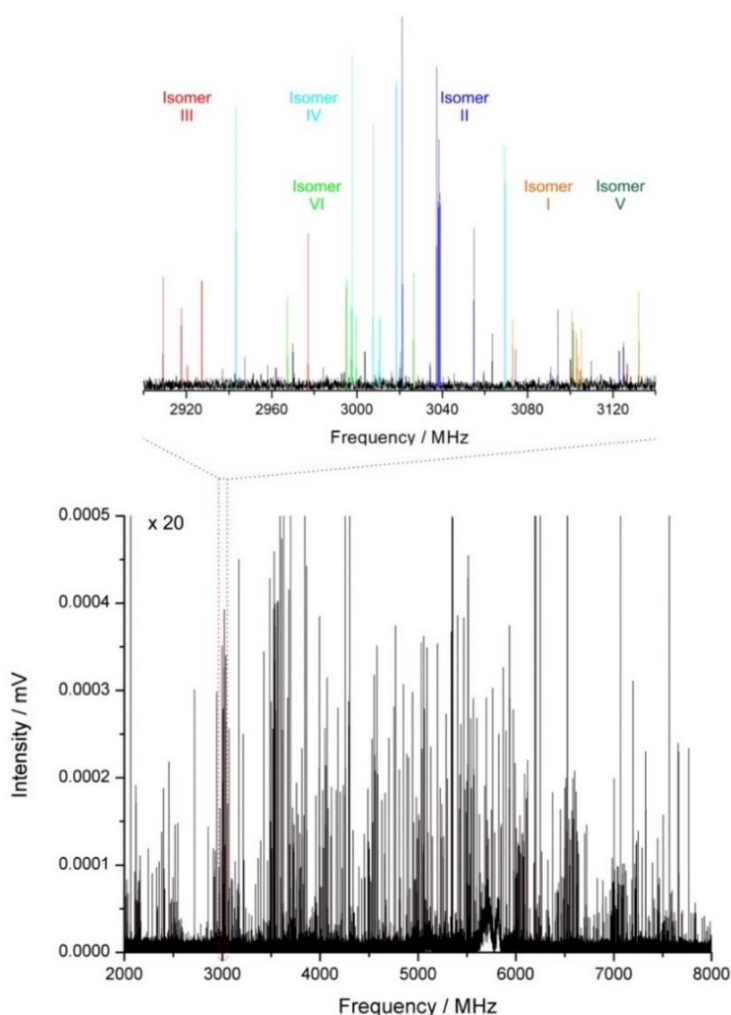 Isomer
III
Isomer
IV
Isomer
II
Isomer
VI
Isomer
I
Isomer
V
2920 2960 3000 3040 3080 3120
Frequency / MHz
x 20
0.0005
0.0004
0.0003
0.0002
0.0001
0.0000
Intensity / mV
2000 3000 4000 5000 6000 7000 8000
Frequency / MHz